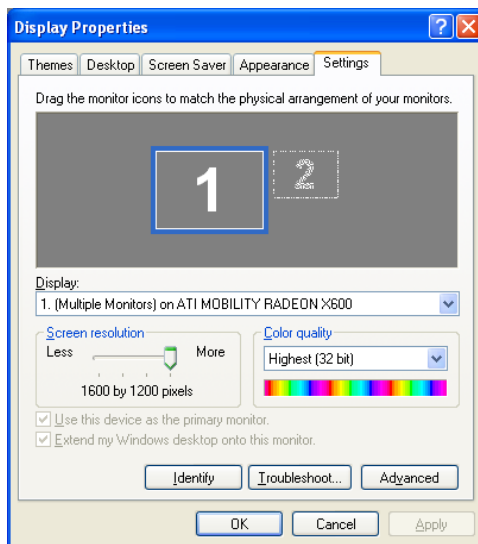 Display Properties
Themes Desktop Screen Saver Appearance Settings
Drag the monitor icons to match the physical arrangement of your monitors.
1 2
Display:
1. (Multiple Monitors) on ATI MOBILITY RADEON X600
Screen resolution Color quality
Less More Highest (32 bit)
1600 by 1200 pixels
Use this device as the primary monitor.
Extend my Windows desktop onto this monitor.
Identify Troubleshoot... Advanced
OK Cancel Apply